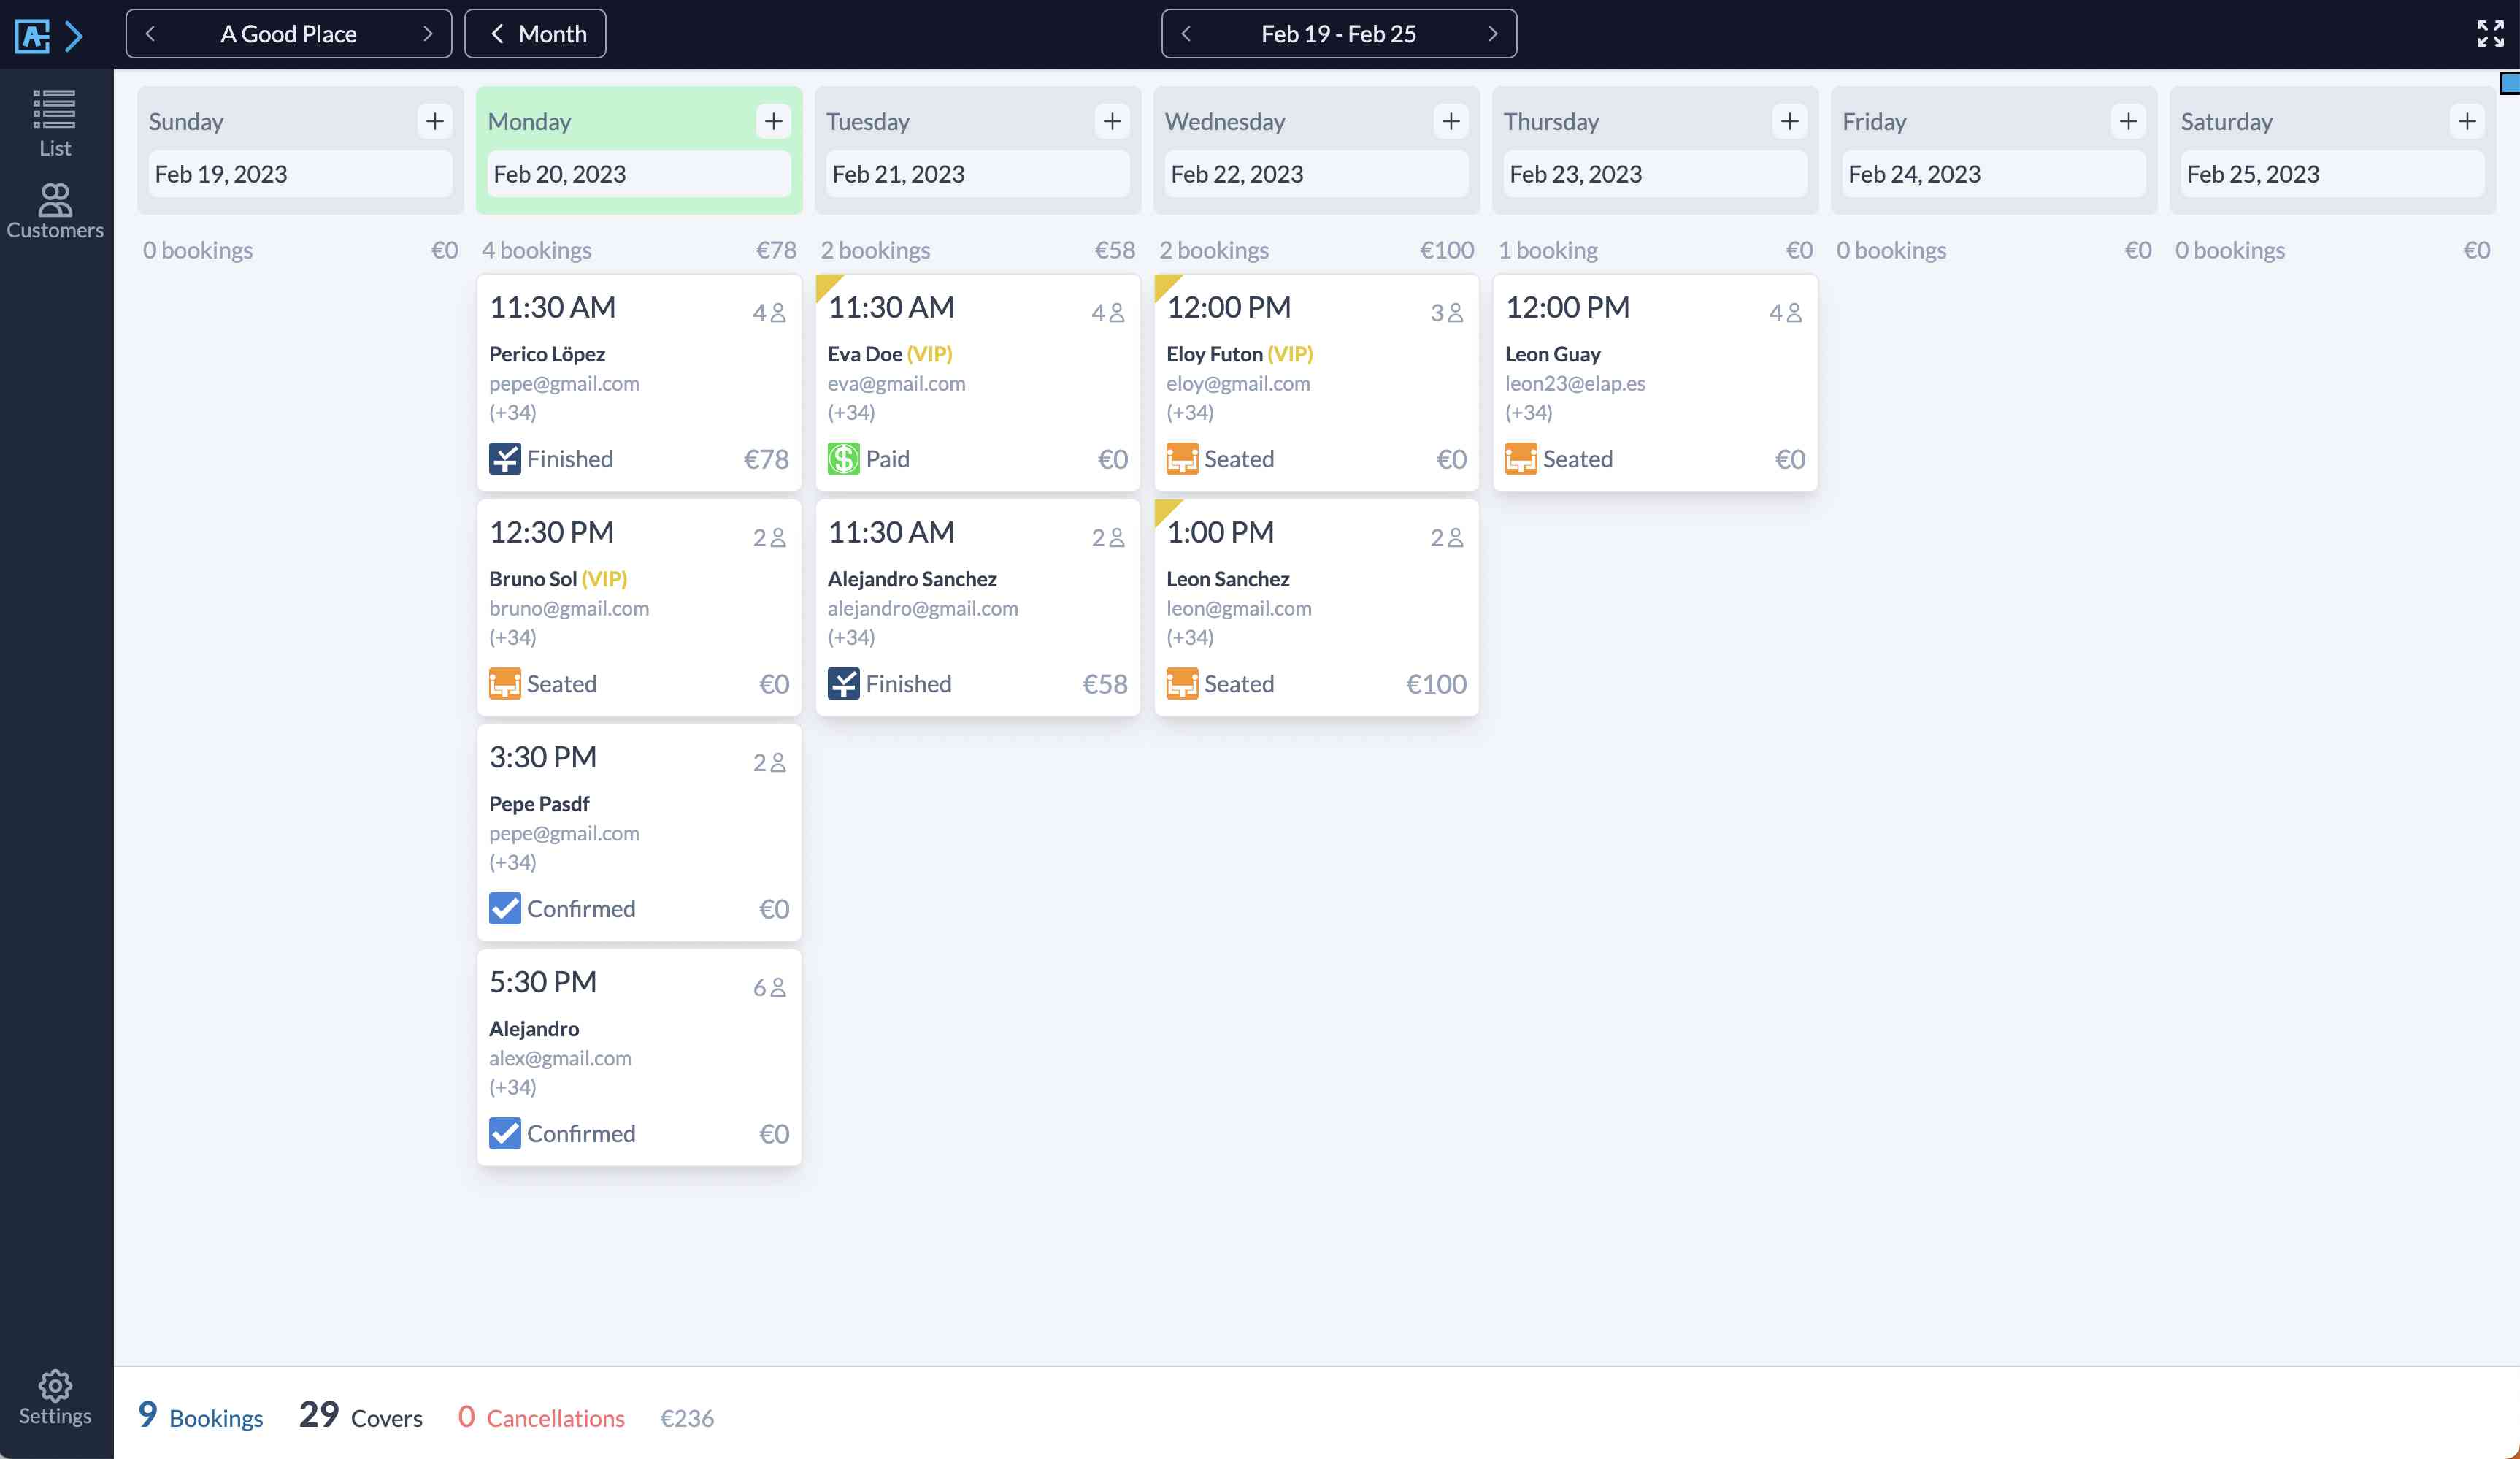 A Good Place
Month
Feb 19 - Feb 25
List
Customers
Settings
Sunday
Feb 19, 2023
0 bookings €0
Monday
Feb 20, 2023
4 bookings €78
11:30 AM 4
Perico Löpez
pepe@gmail.com
(+34)
Finished €78
12:30 PM 2
Bruno Sol (VIP)
bruno@gmail.com
(+34)
Seated €0
3:30 PM 2
Pepe Pasdf
pepe@gmail.com
(+34)
Confirmed €0
5:30 PM 6
Alejandro
alex@gmail.com
(+34)
Confirmed €0
Tuesday
Feb 21, 2023
2 bookings €58
11:30 AM 4
Eva Doe (VIP)
eva@gmail.com
(+34)
Paid €0
11:30 AM 2
Alejandro Sanchez
alejandro@gmail.com
(+34)
Finished €58
Wednesday
Feb 22, 2023
2 bookings €100
12:00 PM 3
Eloy Futon (VIP)
eloy@gmail.com
(+34)
Seated €0
1:00 PM 2
Leon Sanchez
leon@gmail.com
(+34)
Seated €100
Thursday
Feb 23, 2023
1 booking €0
12:00 PM 4
Leon Guay
leon23@elap.es
(+34)
Seated €0
Friday
Feb 24, 2023
0 bookings €0
Saturday
Feb 25, 2023
0 bookings €0
9 Bookings 29 Covers 0 Cancellations €236